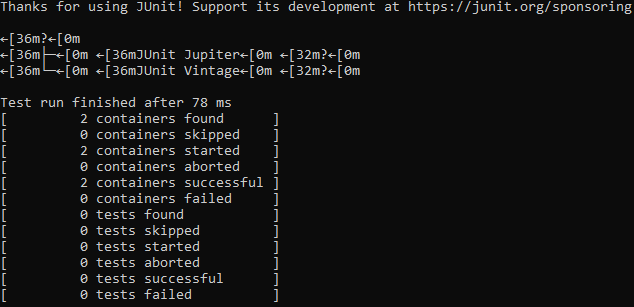 Thanks for using JUnit! Support its development at https://junit.org/sponsoring

←[36m?←[0m
←[36m├─←[0m ←[36mJUnit Jupiter←[0m ←[32m?←[0m
←[36m└─←[0m ←[36mJUnit Vintage←[0m ←[32m?←[0m

Test run finished after 78 ms
[         2 containers found      ]
[         0 containers skipped    ]
[         2 containers started    ]
[         0 containers aborted    ]
[         2 containers successful ]
[         0 containers failed     ]
[         0 tests found           ]
[         0 tests skipped         ]
[         0 tests started         ]
[         0 tests aborted         ]
[         0 tests successful      ]
[         0 tests failed          ]